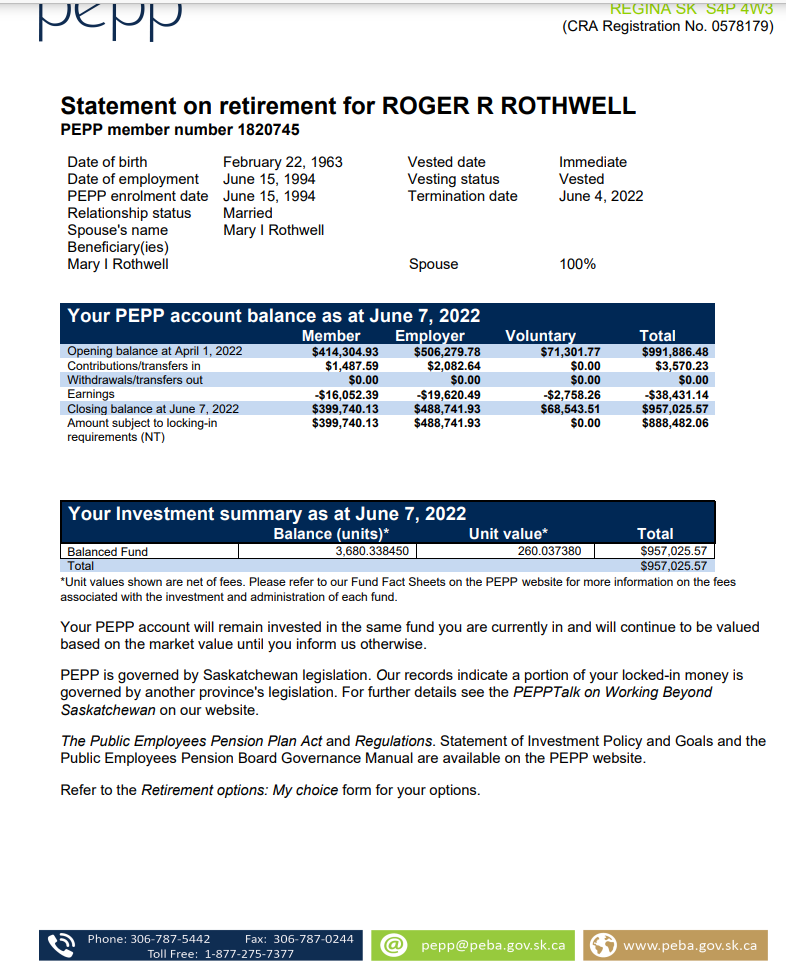 pepp
REGINA SK S4P 4W3
(CRA Registration No. 0578179)
Statement on retirement for ROGER R ROTHWELL
PEPP member number 1820745
Date of birth February 22, 1963 Vested date Immediate
Date of employment June 15, 1994 Vesting status Vested
PEPP enrolment date June 15, 1994 Termination date June 4, 2022
Relationship status Married
Spouse's name Mary I Rothwell
Beneficiary(ies)
Mary I Rothwell Spouse 100%
Your PEPP account balance as at June 7, 2022
Member Employer Voluntary Total
Opening balance at April 1, 2022 $414,304.93 $506,279.78 $71,301.77 $991,886.48
Contributions/transfers in $1,487.59 $2,082.64 $0.00 $3,570.23
Withdrawals/transfers out $0.00 $0.00 $0.00 $0.00
Earnings -$16,052.39 -$19,620.49 -$2,758.26 -$38,431.14
Closing balance at June 7, 2022 $399,740.13 $488,741.93 $68,543.51 $957,025.57
Amount subject to locking-in $399,740.13 $488,741.93 $0.00 $888,482.06
requirements (NT)
Your Investment summary as at June 7, 2022
Balance (units)* Unit value* Total
Balanced Fund 3,680.338450 260.037380 $957,025.57
Total $957,025.57
*Unit values shown are net of fees. Please refer to our Fund Fact Sheets on the PEPP website for more information on the fees
associated with the investment and administration of each fund.
Your PEPP account will remain invested in the same fund you are currently in and will continue to be valued
based on the market value until you inform us otherwise.
PEPP is governed by Saskatchewan legislation. Our records indicate a portion of your locked-in money is
governed by another province's legislation. For further details see the PEPPTalk on Working Beyond
Saskatchewan on our website.
The Public Employees Pension Plan Act and Regulations. Statement of Investment Policy and Goals and the
Public Employees Pension Board Governance Manual are available on the PEPP website.
Refer to the Retirement options: My choice form for your options.
Phone: 306-787-5442 Fax: 306-787-0244
Toll Free: 1-877-275-7377
@ pepp@peba.gov.sk.ca
www.peba.gov.sk.ca